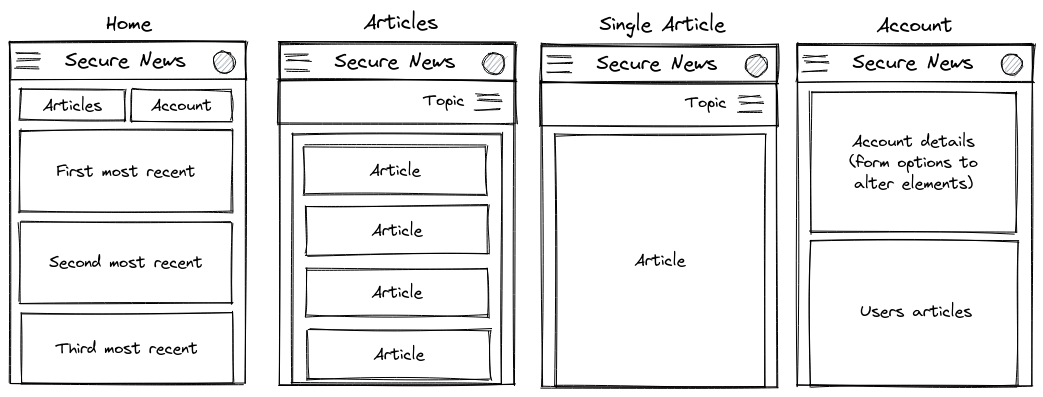 Home
Secure News
Articles
Account
First most recent
Second most recent
Third most recent
Articles
Secure News
Topic
Article
Article
Article
Article
Single Article
Secure News
Topic
Article
Account
Secure News
Account details
(form options to
alter elements)
Users articles